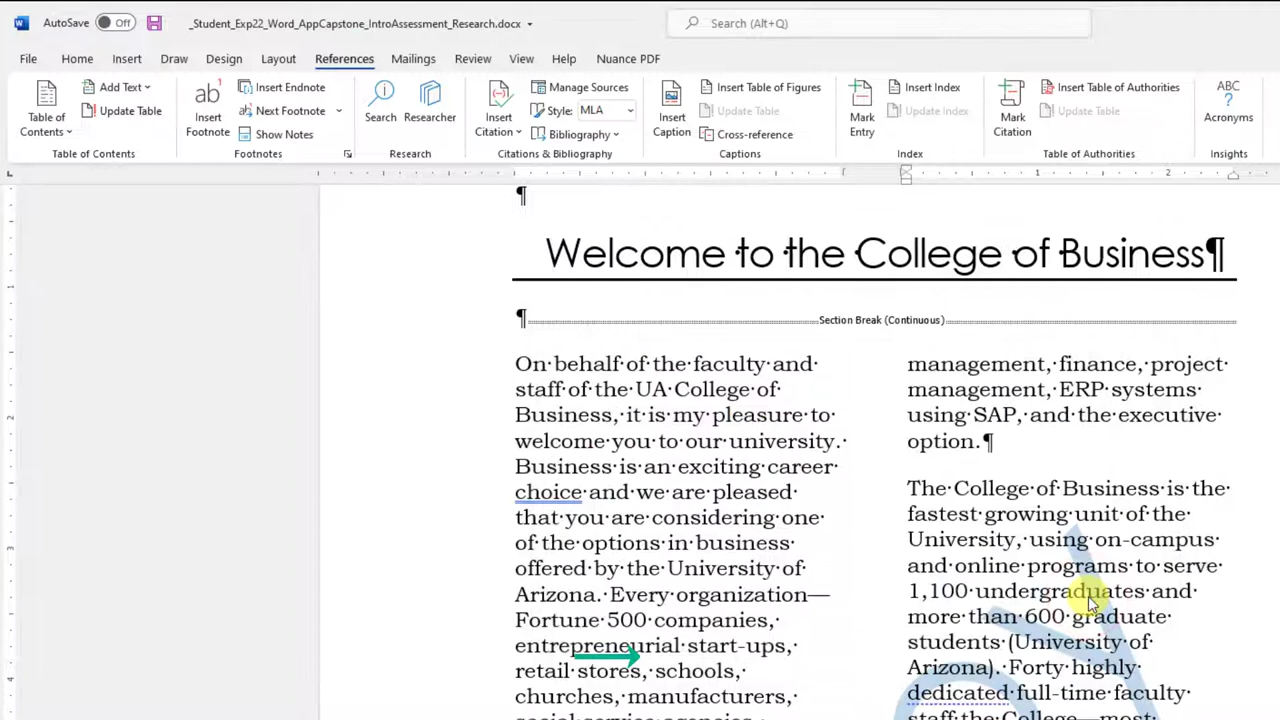 AutoSave Off _Student_Exp22_Word_AppCapstone_IntroAssessment_Research.docx Search (Alt+Q)
File Home Insert Draw Design Layout References Mailings Review View Help Nuance PDF
Table of Contents
Add Text
Update Table
Table of Contents
ab
Insert Footnote
Insert Endnote
Next Footnote
Show Notes
Footnotes
Search
Researcher
Research
Insert Citation
Manage Sources
Style: MLA
Bibliography
Citations & Bibliography
Insert Caption
Insert Table of Figures
Update Table
Cross-reference
Captions
Mark Entry
Insert Index
Update Index
Index
Mark Citation
Insert Table of Authorities
Update Table
Table of Authorities
ABC
Acronyms
Insights
1 2
1
2
3
4
¶
Welcome·to·the·College·of·Business¶
¶ Section Break (Continuous)
On·behalf·of·the·faculty·and·
staff·of·the·UA·College·of·
Business,·it·is·my·pleasure·to·
welcome·you·to·our·university.·
Business·is·an·exciting·career·
choice·and·we·are·pleased·
that·you·are·considering·one·
of·the·options·in·business·
offered·by·the·University·of·
Arizona.·Every·organization—
Fortune·500·companies,·
entrepreneurial·start-ups,·
retail·stores,·schools,·
churches,·manufacturers,·
social·service·agencies,
management,·finance,·project·
management,·ERP·systems·
using·SAP,·and·the·executive·
option.¶
The·College·of·Business·is·the·
fastest·growing·unit·of·the·
University,·using·on-campus·
and·online·programs·to·serve·
1,100·undergraduates·and·
more·than·600·graduate·
students·(University·of·
Arizona).·Forty·highly·
dedicated·full-time·faculty·
staff·the·College—most·